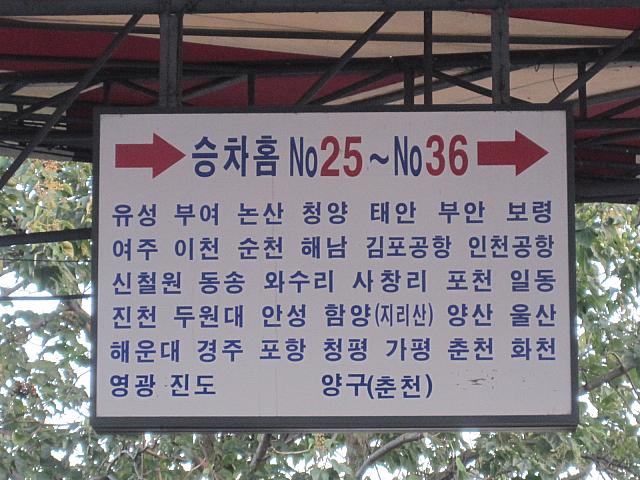 승차홈 No25~No36
유성 부여 논산 청양 태안 부안 보령
여주 이천 순천 해남 김포공항 인천공항
신철원 동송 와수리 사창리 포천 일동
진천 두원대 안성 함양(지리산) 양산 울산
해운대 경주 포항 청평 가평 춘천 화천
영광 진도 양구(춘천)